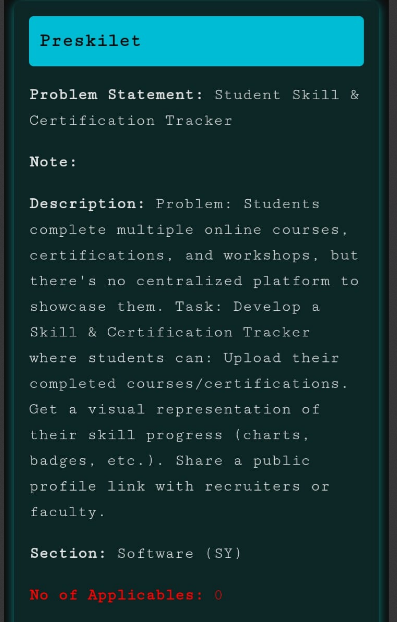 Preskilet
Problem Statement: Student Skill &
Certification Tracker
Note:
Description: Problem: Students
complete multiple online courses,
certifications, and workshops, but
there's no centralized platform to
showcase them. Task: Develop a
Skill & Certification Tracker
where students can: Upload their
completed courses/certifications.
Get a visual representation of
their skill progress (charts,
badges, etc.). Share a public
profile link with recruiters or
faculty.
Section: Software (SY)
No of Applicables: 0